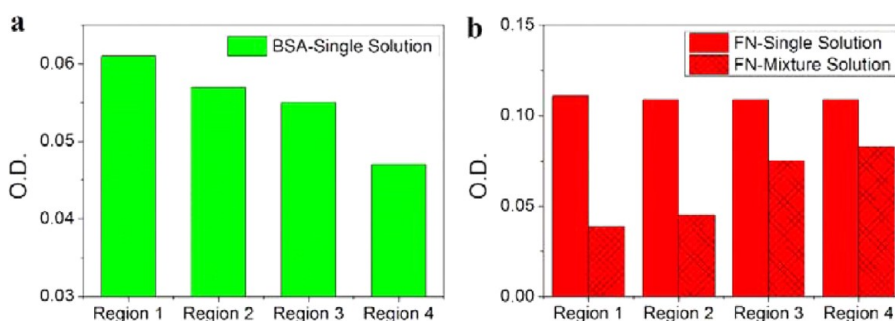 a
BSA-Single Solution
O.D.
0.06
0.05
0.04
0.03
Region 1 Region 2 Region 3 Region 4
b
FN-Single Solution
FN-Mixture Solution
O.D.
0.15
0.10
0.05
0.00
Region 1 Region 2 Region 3 Region 4